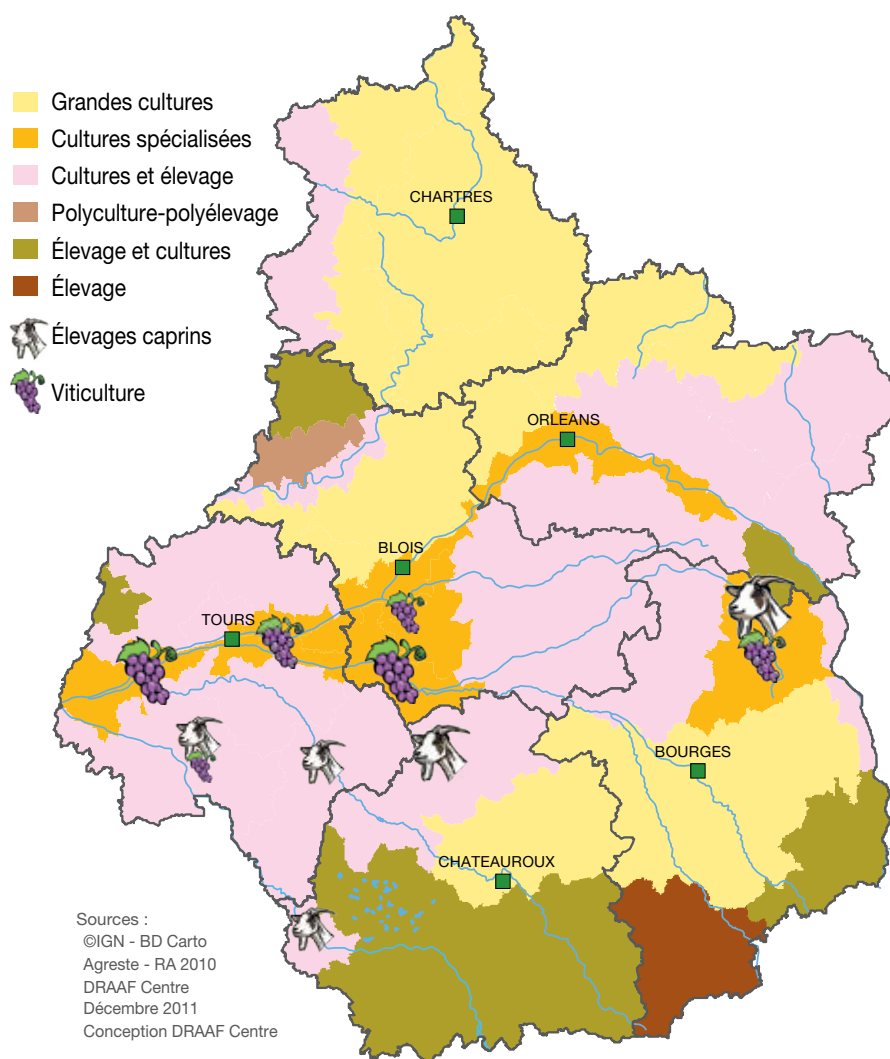 Grandes cultures
Cultures spécialisées
Cultures et élevage
Polyculture-polyélevage
Élevage et cultures
Élevage
Élevages caprins
Viticulture
CHARTRES
ORLEANS
BLOIS
TOURS
BOURGES
CHATEAUROUX
Sources :
©IGN - BD Carto
Agreste - RA 2010
DRAAF Centre
Décembre 2011
Conception DRAAF Centre